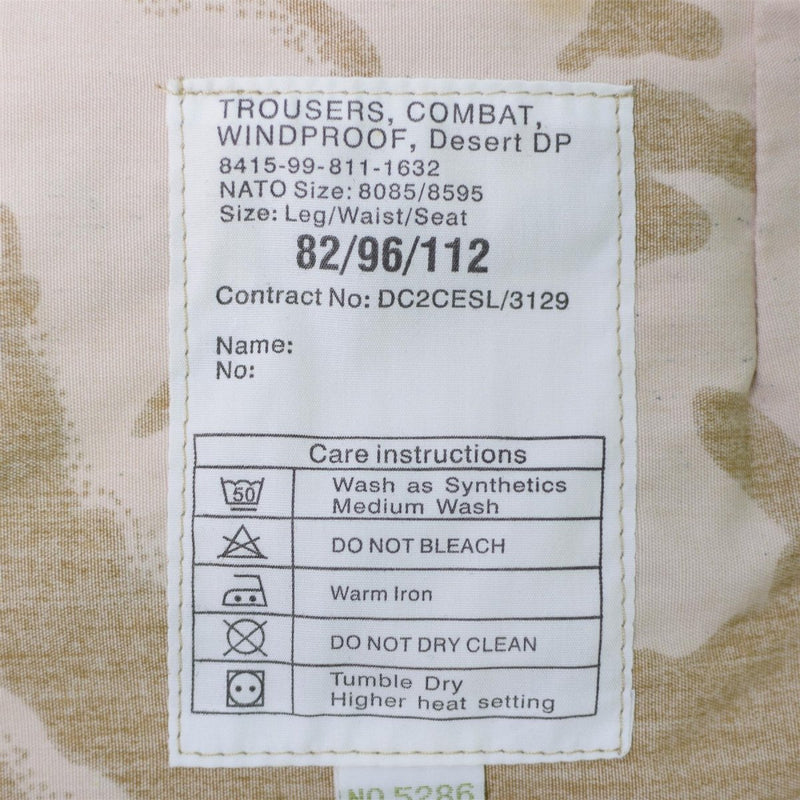 TROUSERS, COMBAT,
WINDPROOF, Desert DP
8415-99-811-1632
NATO Size: 8085/8595
Size: Leg/Waist/Seat
82/96/112
Contract No: DC2CESL/3129
Name:
No:
Care instructions
50
Wash as Synthetics
Medium Wash
DO NOT BLEACH
Warm Iron
DO NOT DRY CLEAN
Tumble Dry
Higher heat setting
NO 5286